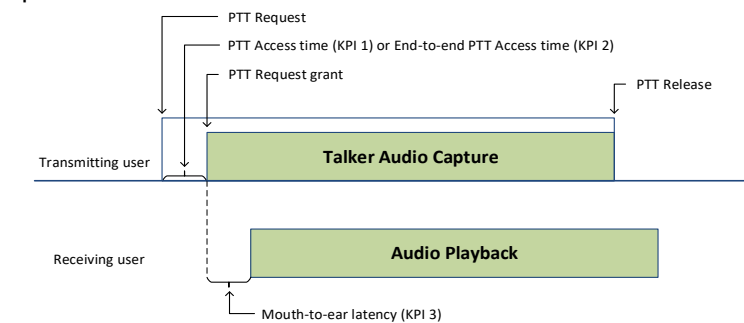 PTT Request
PTT Access time (KPI 1) or End-to-end PTT Access time (KPI 2)
PTT Request grant
PTT Release
Transmitting user
Talker Audio Capture
Receiving user
Audio Playback
Mouth-to-ear latency (KPI 3)